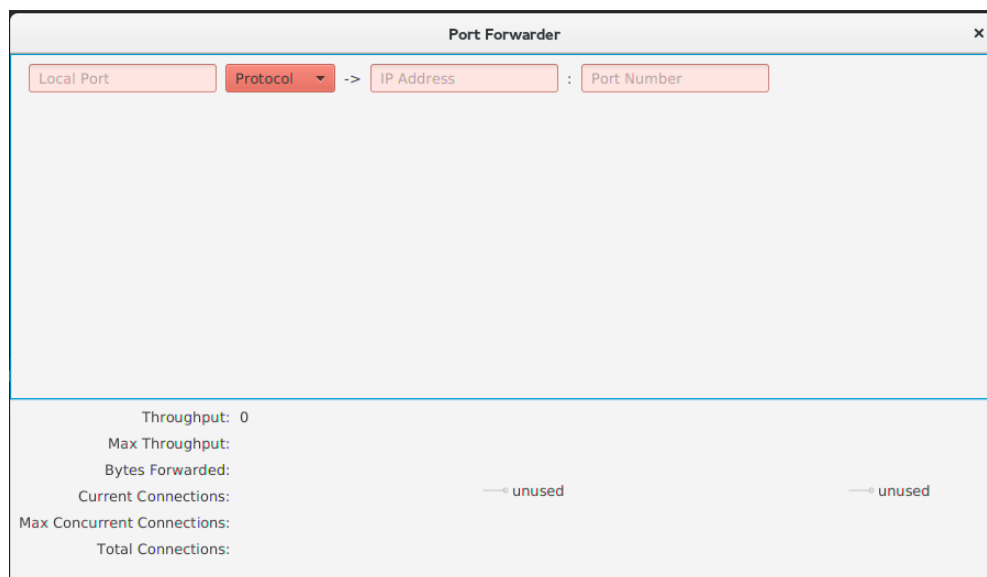 Port Forwarder ×
Local Port Protocol -> IP Address : Port Number
Throughput: 0
Max Throughput:
Bytes Forwarded:
Current Connections: unused unused
Max Concurrent Connections:
Total Connections: